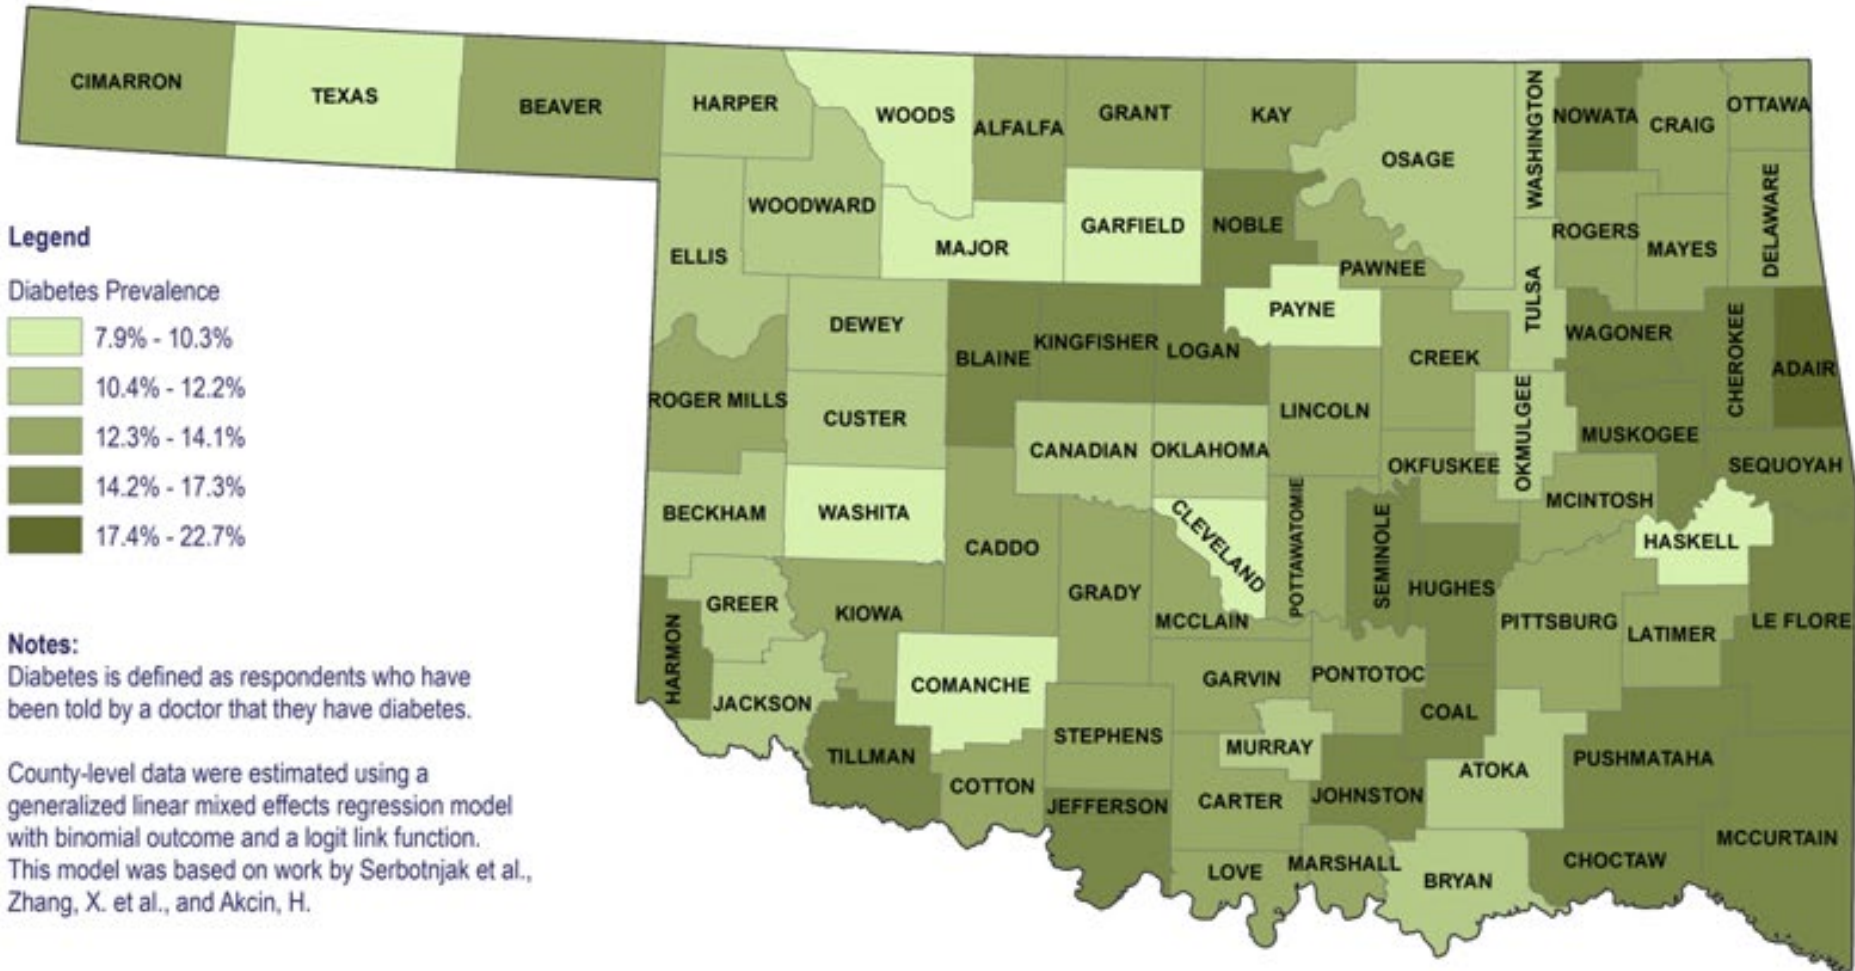 CIMARRON
TEXAS
BEAVER
HARPER
WOODS
ALFALFA
GRANT
KAY
OSAGE
WASHINGTON
NOWATA
CRAIG
OTTAWA
WOODWARD
ELLIS
MAJOR
GARFIELD
NOBLE
PAWNEE
ROGERS
MAYES
DELAWARE
TULSA
PAYNE
DEWEY
BLAINE
KINGFISHER
LOGAN
CREEK
WAGONER
CHEROKEE
ADAIR
ROGER MILLS
CUSTER
LINCOLN
OKMULGEE
MUSKOGEE
CANADIAN
OKLAHOMA
OKFUSKEE
SEQUOYAH
BECKHAM
WASHITA
CADDO
CLEVELAND
POTTAWATOMIE
SEMINOLE
MCINTOSH
HASKELL
GREER
KIOWA
GRADY
MCCLAIN
HUGHES
PITTSBURG
LATIMER
LE FLORE
HARMON
JACKSON
COMANCHE
GARVIN
PONTOTOC
COAL
TILLMAN
STEPHENS
MURRAY
ATOKA
PUSHMATAHA
COTTON
JEFFERSON
CARTER
JOHNSTON
MCCURTAIN
LOVE
MARSHALL
BRYAN
CHOCTAW
Legend
Diabetes Prevalence
7.9% - 10.3%
10.4% - 12.2%
12.3% - 14.1%
14.2% - 17.3%
17.4% - 22.7%
Notes:
Diabetes is defined as respondents who have
been told by a doctor that they have diabetes.
County-level data were estimated using a
generalized linear mixed effects regression model
with binomial outcome and a logit link function.
This model was based on work by Serbotnjak et al.,
Zhang, X. et al., and Akcin, H.